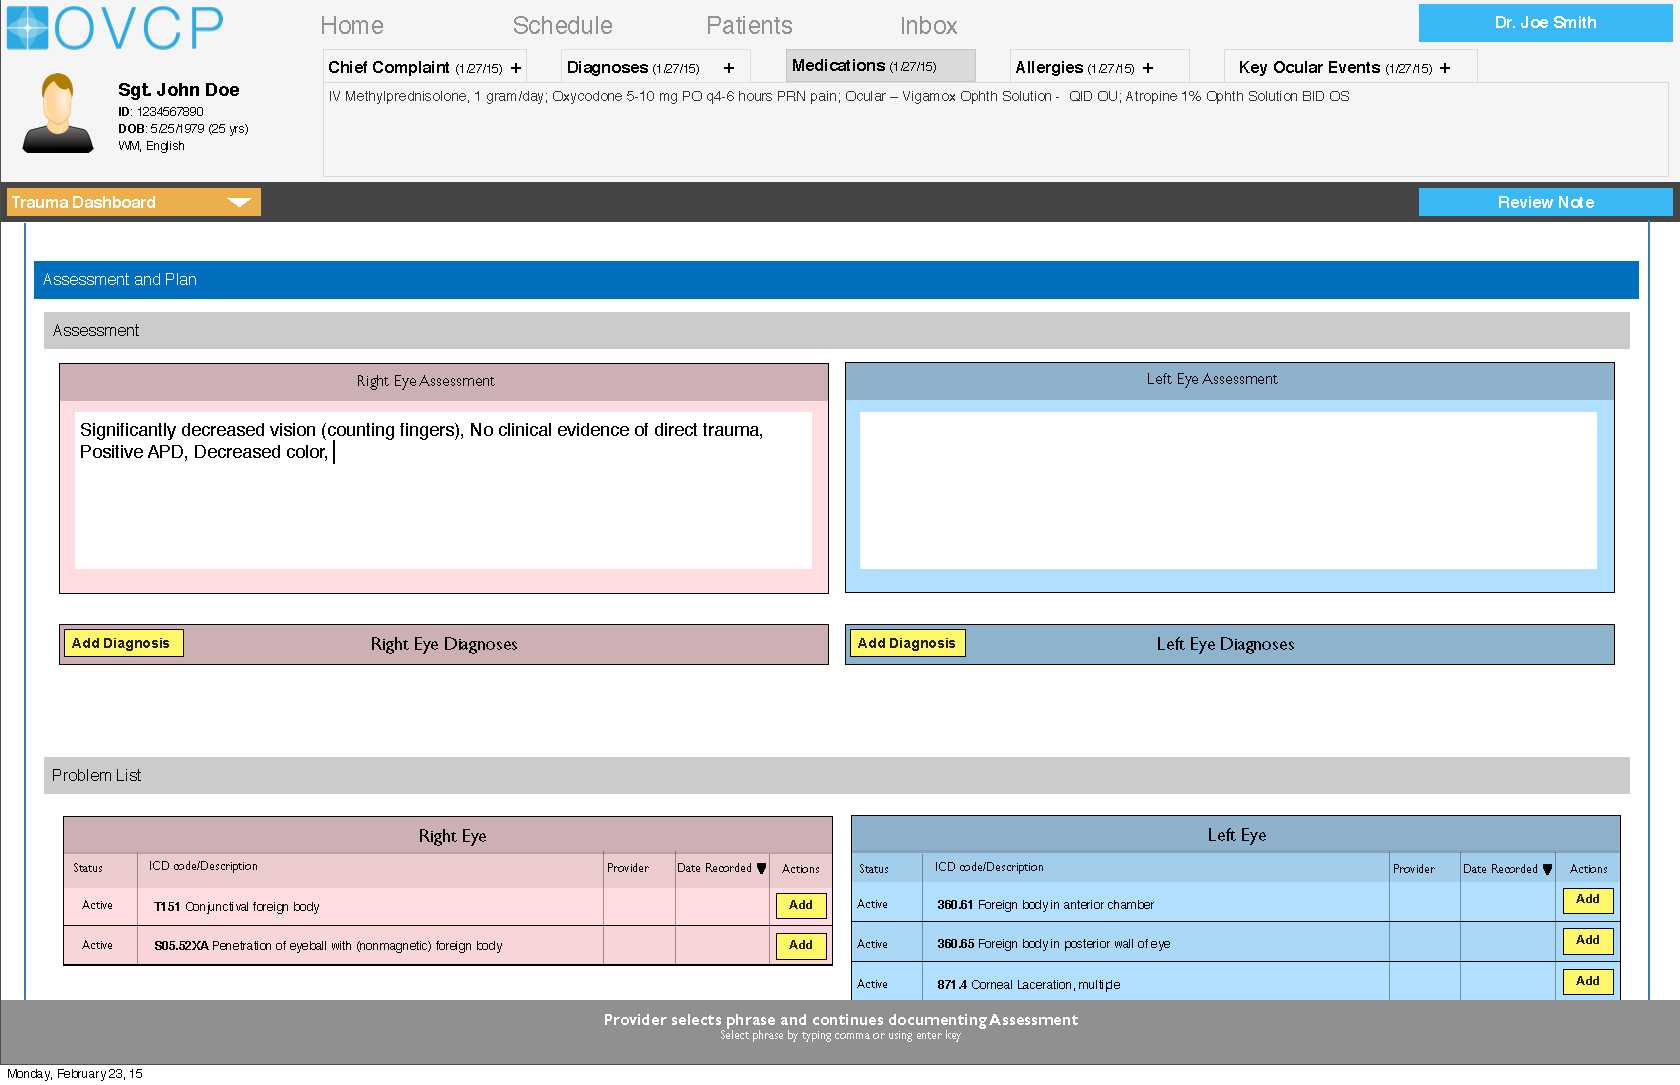 OVCP
Home Schedule Patients Inbox
Dr. Joe Smith
Chief Complaint (1/27/15) + Diagnoses (1/27/15) + Medications (1/27/15) Allergies (1/27/15) + Key Ocular Events (1/27/15) +
Sgt. John Doe
ID: 1234567890
DOB: 5/25/1979 (25 yrs)
WM, English
IV Methylprednisolone, 1 gram/day; Oxycodone 5-10 mg PO q4-6 hours PRN pain; Ocular – Vigamox Ophth Solution - QID OU; Atropine 1% Ophth Solution BID OS
Trauma Dashboard
Review Note
Assessment and Plan
Assessment
Right Eye Assessment
Significantly decreased vision (counting fingers), No clinical evidence of direct trauma,
Positive APD, Decreased color,
Left Eye Assessment
Add Diagnosis Right Eye Diagnoses
Add Diagnosis Left Eye Diagnoses
Problem List
Right Eye
Status ICD code/Description Provider Date Recorded ▼ Actions
Active T151 Conjunctival foreign body Add
Active S05.52XA Penetration of eyeball with (nonmagnetic) foreign body Add
Left Eye
Status ICD code/Description Provider Date Recorded ▼ Actions
Active 360.61 Foreign body in anterior chamber Add
Active 360.65 Foreign body in posterior wall of eye Add
Active 871.4 Corneal Laceration, multiple Add
Provider selects phrase and continues documenting Assessment
Select phrase by typing comma or using enter key
Monday, February 23, 15